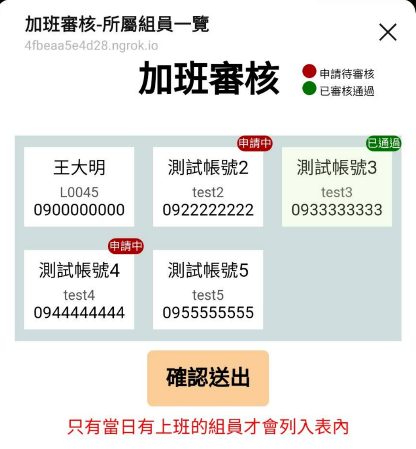 加班審核-所屬組員一覽
4fbeaa5e4d28.ngrok.io
加班審核
申請待審核
已審核通過
王大明
L0045
0900000000
申請中
測試帳號2
test2
0922222222
已通過
測試帳號3
test3
0933333333
申請中
測試帳號4
test4
0944444444
測試帳號5
test5
0955555555
確認送出
只有當日有上班的組員才會列入表內